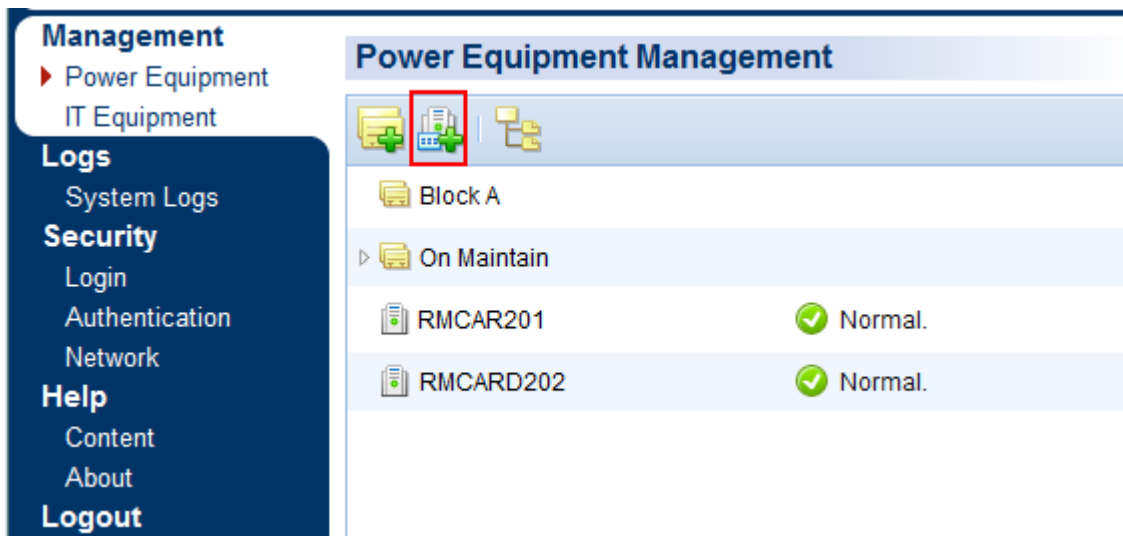 Management
Power Equipment
IT Equipment
Logs
System Logs
Security
Login
Authentication
Network
Help
Content
About
Logout
Power Equipment Management
Block A
On Maintain
RMCAR201 Normal.
RMCARD202 Normal.